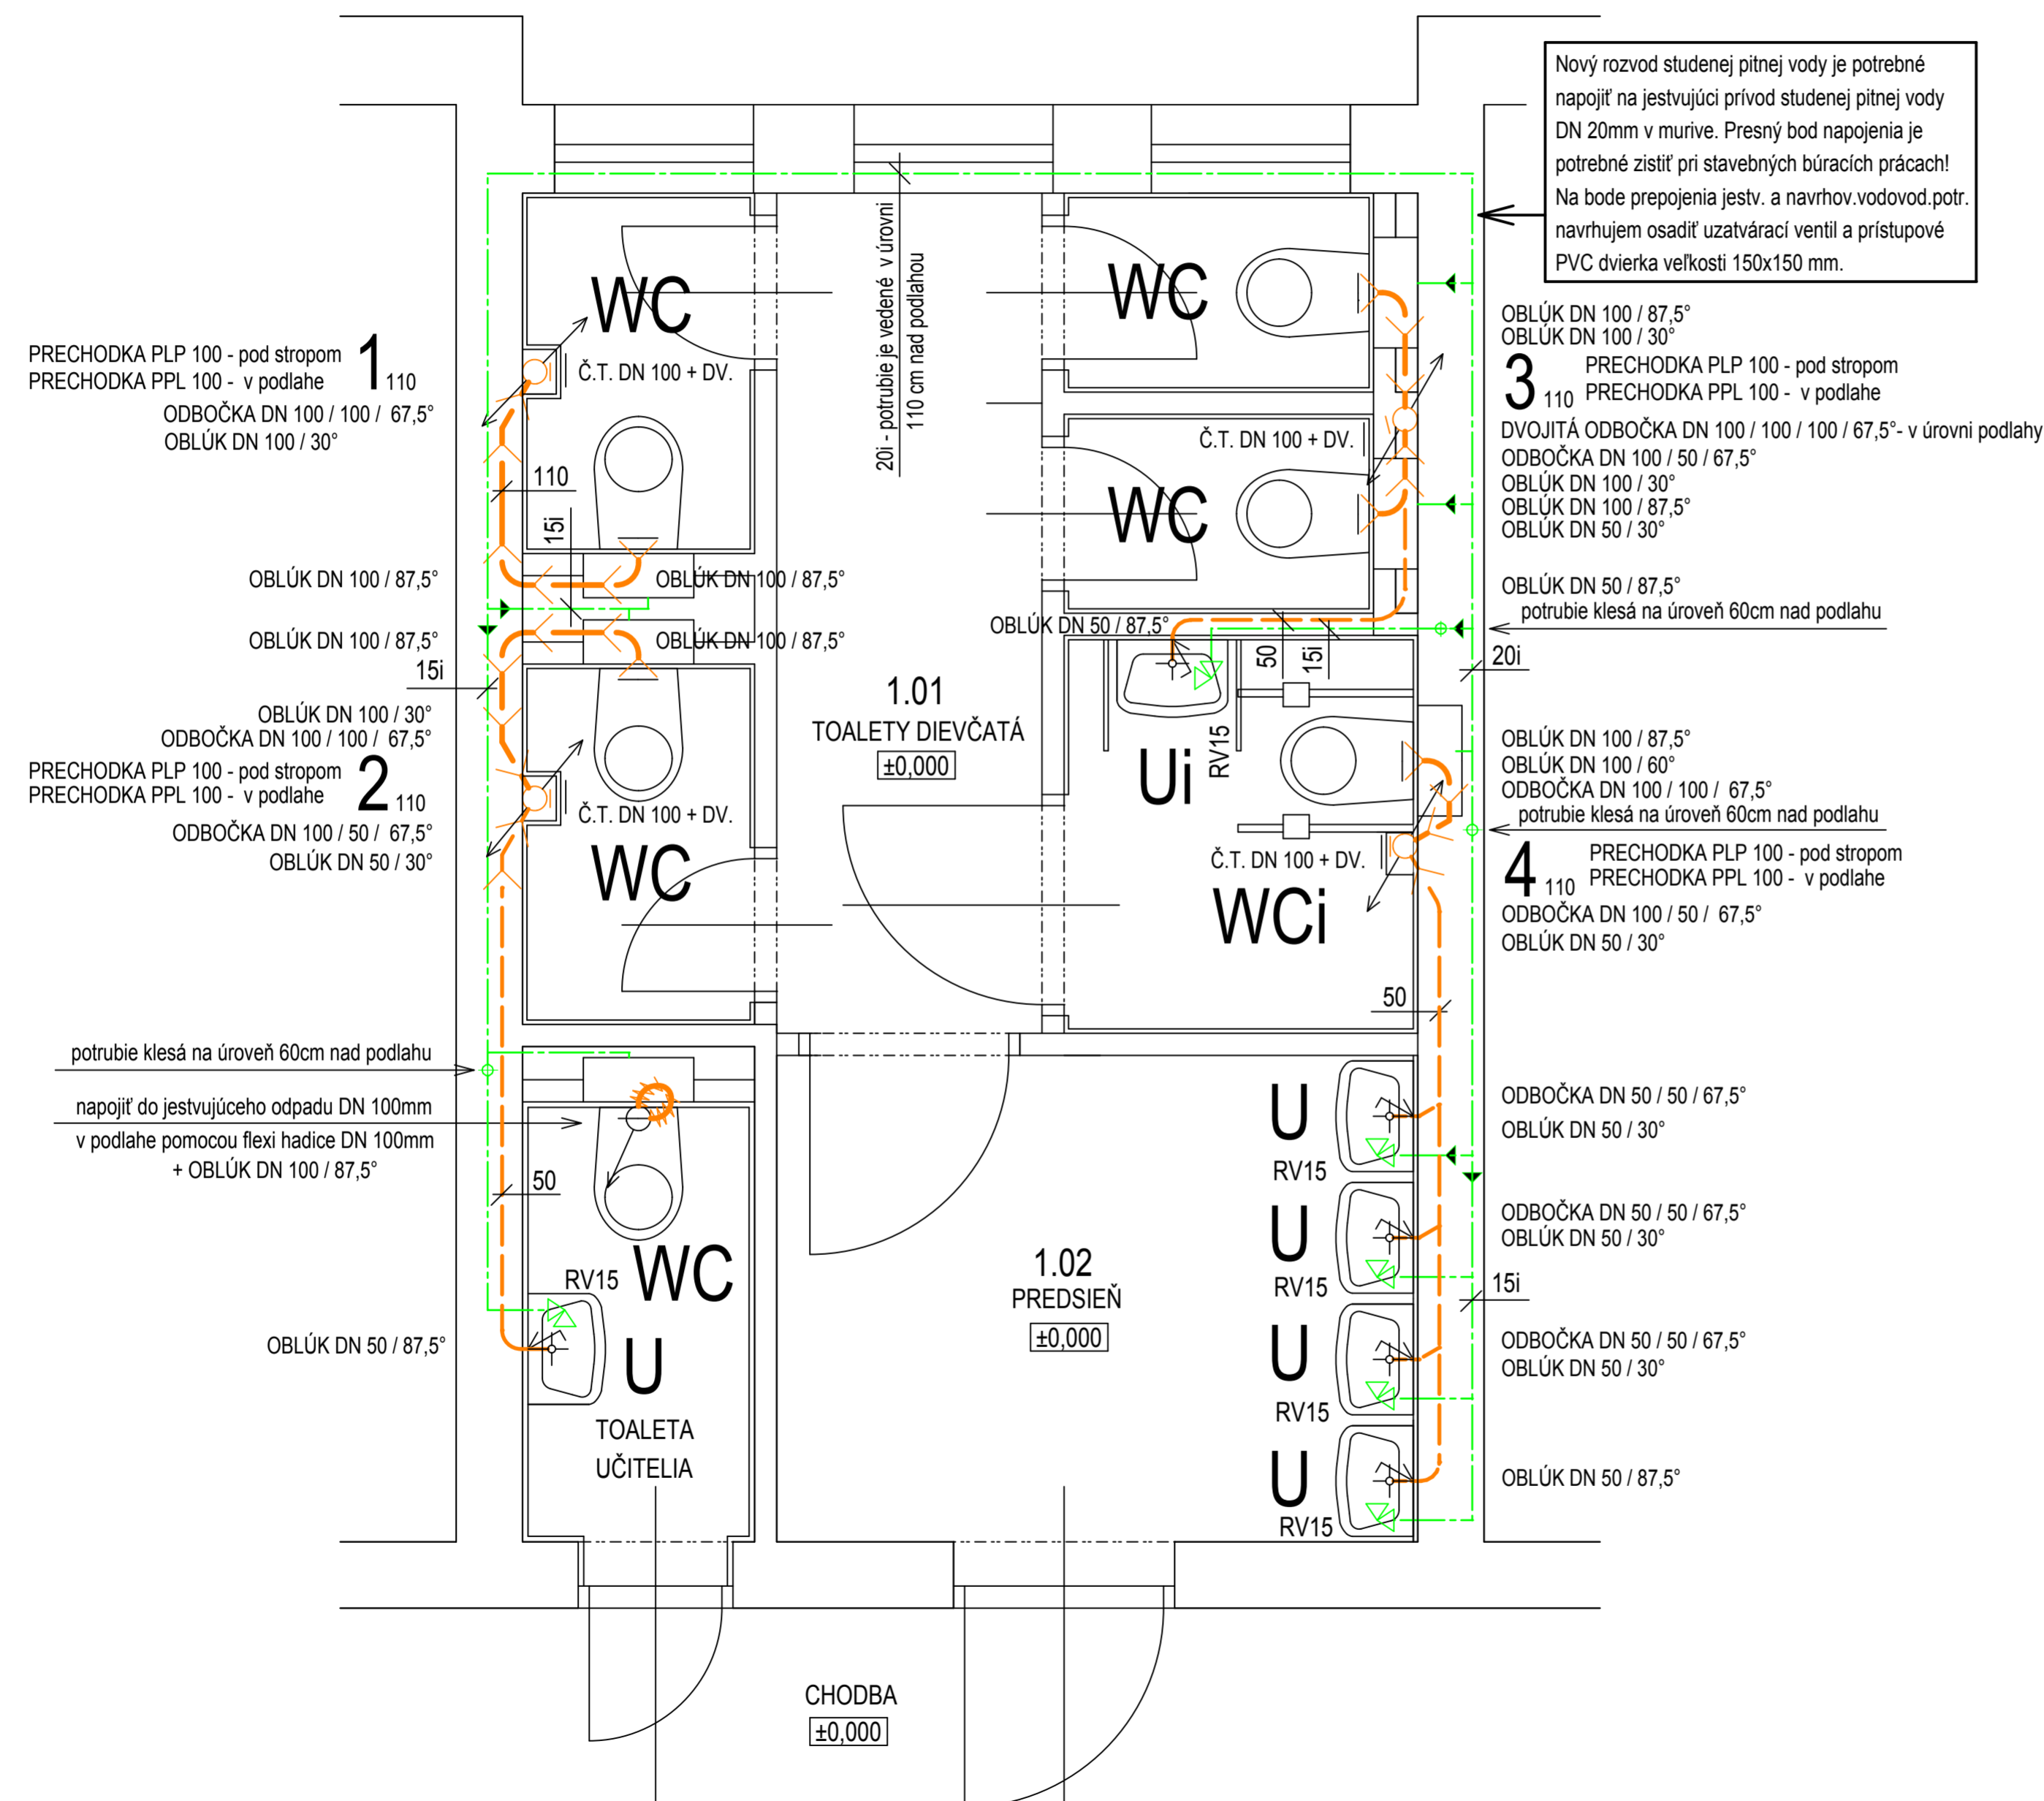 Nový rozvod studenej pitnej vody je potrebné
napojiť na jestvujúci prívod studenej pitnej vody
DN 20mm v murive. Presný bod napojenia je
potrebné zistiť pri stavebných búracích prácach!
Na bode prepojenia jestv. a navrhov.vodovod.potr.
navrhujem osadiť uzatvárací ventil a prístupové
PVC dvierka veľkosti 150x150 mm.
PRECHODKA PLP 100 - pod stropom
PRECHODKA PPL 100 - v podlahe
1 110
ODBOČKA DN 100 / 100 / 67,5°
OBLÚK DN 100 / 30°
110
15i
OBLÚK DN 100 / 87,5°
OBLÚK DN 100 / 87,5°
OBLÚK DN 100 / 87,5°
OBLÚK DN 100 / 87,5°
15i
OBLÚK DN 100 / 30°
ODBOČKA DN 100 / 100 / 67,5°
PRECHODKA PLP 100 - pod stropom
PRECHODKA PPL 100 - v podlahe
2 110
ODBOČKA DN 100 / 50 / 67,5°
OBLÚK DN 50 / 30°
potrubie klesá na úroveň 60cm nad podlahu
napojiť do jestvujúceho odpadu DN 100mm
v podlahe pomocou flexi hadice DN 100mm
+ OBLÚK DN 100 / 87,5°
50
OBLÚK DN 50 / 87,5°
WC
Č.T. DN 100 + DV.
Č.T. DN 100 + DV.
WC
RV15
WC
U
TOALETA
UČITELIA
20i - potrubie je vedené v úrovni
110 cm nad podlahou
1.01
TOALETY DIEVČATÁ
±0,000
WC
Č.T. DN 100 + DV.
WC
OBLÚK DN 50 / 87,5°
50
15i
RV15
Ui
Č.T. DN 100 + DV.
WCi
50
1.02
PREDSIEŇ
±0,000
U
RV15
U
RV15
U
RV15
U
RV15
CHODBA
±0,000
OBLÚK DN 100 / 87,5°
OBLÚK DN 100 / 30°
3 110
PRECHODKA PLP 100 - pod stropom
PRECHODKA PPL 100 - v podlahe
DVOJITÁ ODBOČKA DN 100 / 100 / 100 / 67,5°- v úrovni podlahy
ODBOČKA DN 100 / 50 / 67,5°
OBLÚK DN 100 / 30°
OBLÚK DN 100 / 87,5°
OBLÚK DN 50 / 30°
OBLÚK DN 50 / 87,5°
potrubie klesá na úroveň 60cm nad podlahu
20i
OBLÚK DN 100 / 87,5°
OBLÚK DN 100 / 60°
ODBOČKA DN 100 / 100 / 67,5°
potrubie klesá na úroveň 60cm nad podlahu
4 110
PRECHODKA PLP 100 - pod stropom
PRECHODKA PPL 100 - v podlahe
ODBOČKA DN 100 / 50 / 67,5°
OBLÚK DN 50 / 30°
ODBOČKA DN 50 / 50 / 67,5°
OBLÚK DN 50 / 30°
ODBOČKA DN 50 / 50 / 67,5°
OBLÚK DN 50 / 30°
15i
ODBOČKA DN 50 / 50 / 67,5°
OBLÚK DN 50 / 30°
OBLÚK DN 50 / 87,5°